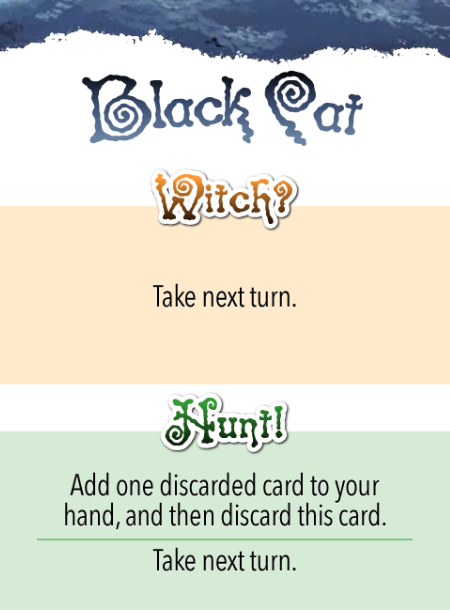 Black Cat
Witch?
Take next turn.
Hunt!
Add one discarded card to your
hand, and then discard this card.
Take next turn.